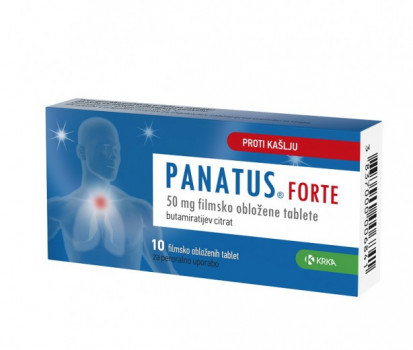 PROTI KAŠLJU
PANATUS® FORTE
50 mg filmsko obložene tablete
butamiratijev citrat
10 filmsko obloženih tablet
za peroralno uporabo
KRKA